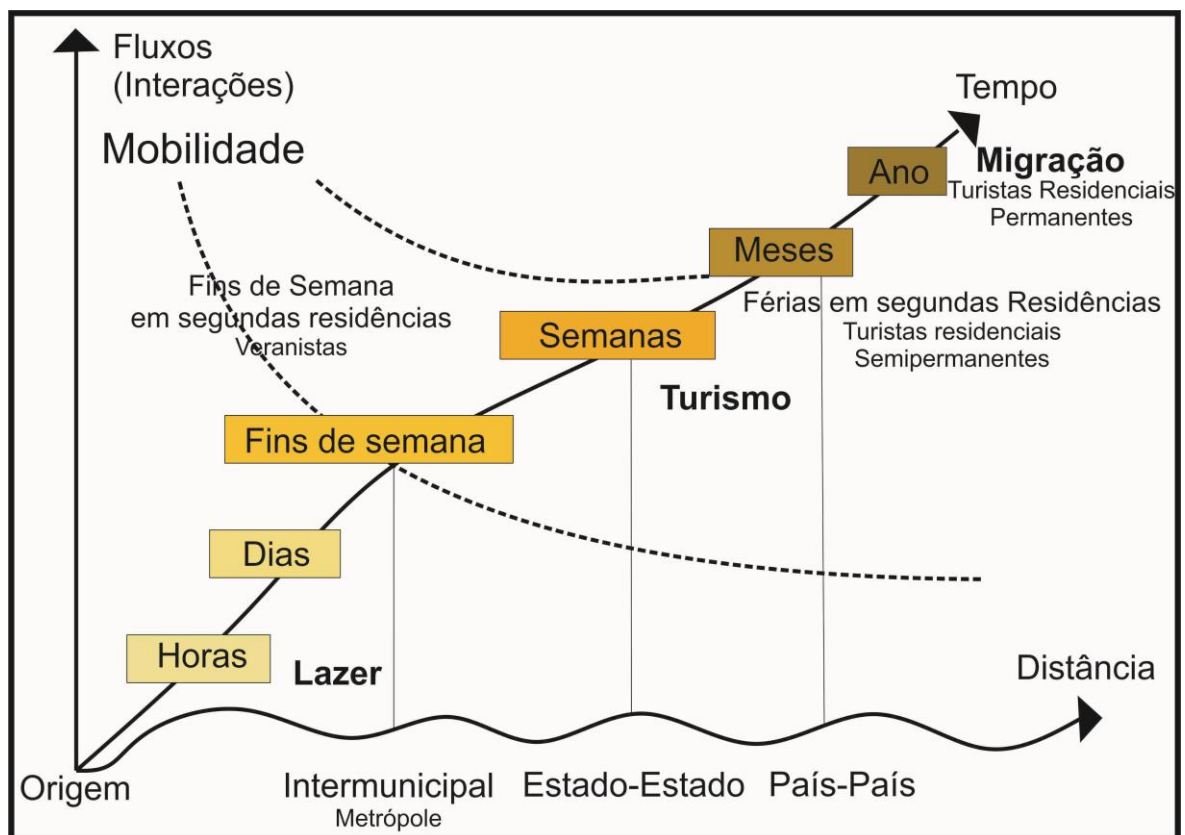 Fluxos
(Interações)
Mobilidade
Tempo
Ano
Migração
Turistas Residenciais
Permanentes
Meses
Fins de Semana
em segundas residências
Veranistas
Férias em segundas Residências
Turistas residenciais
Semipermanentes
Semanas
Turismo
Fins de semana
Dias
Horas
Lazer
Distância
Origem
Intermunicipal
Metrópole
Estado-Estado
País-País